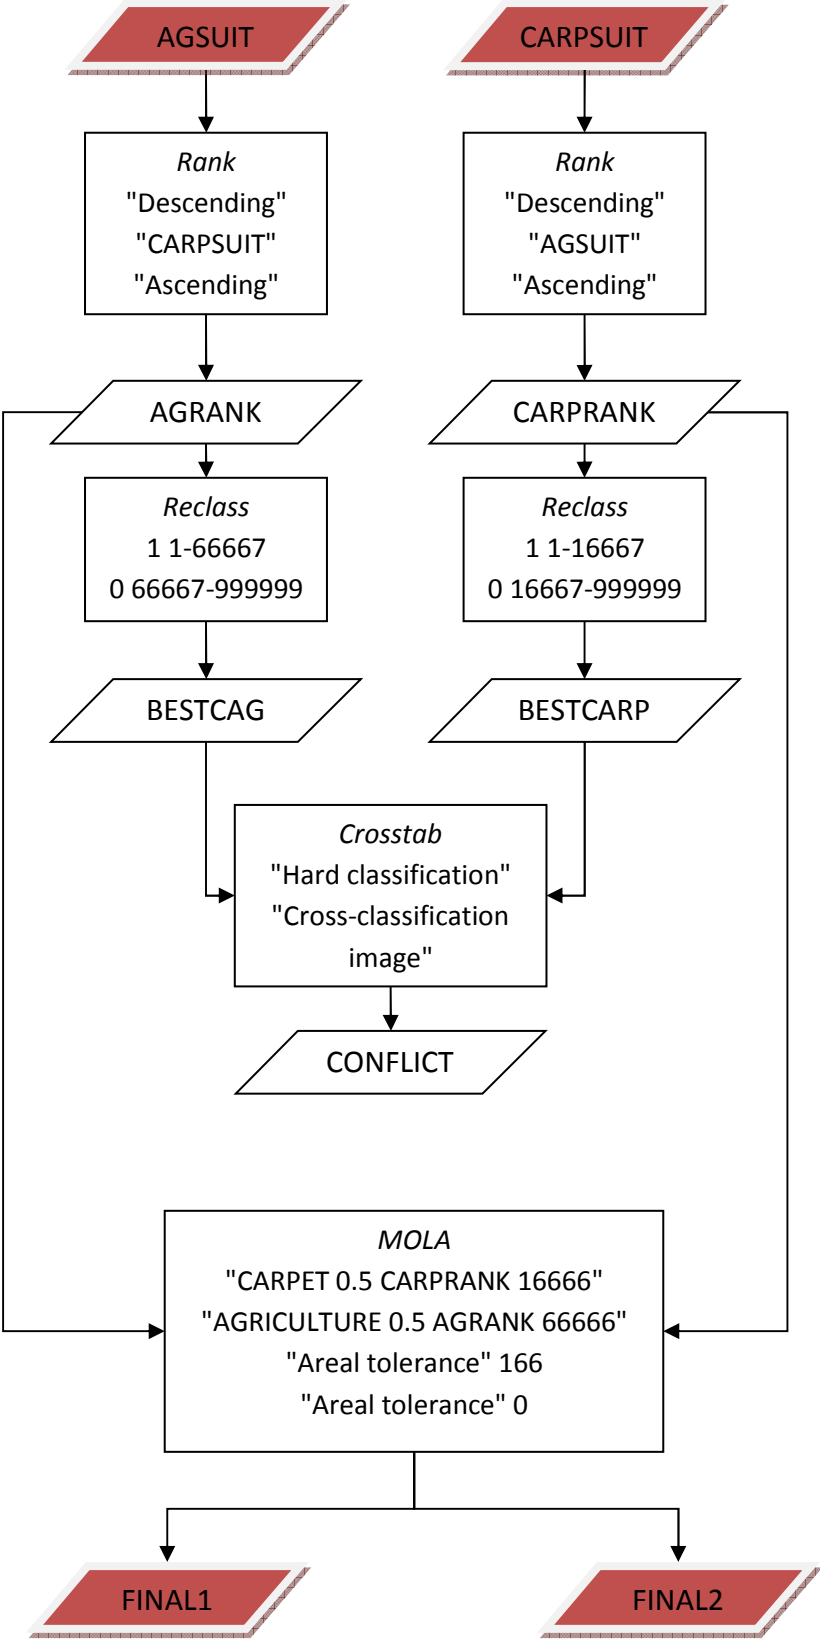 AGSUIT
CARPSUIT
Rank
"Descending"
"CARPSUIT"
"Ascending"
Rank
"Descending"
"AGSUIT"
"Ascending"
AGRANK
CARPRANK
Reclass
1 1-66667
0 66667-999999
Reclass
1 1-16667
0 16667-999999
BESTCAG
BESTCARP
Crosstab
"Hard classification"
"Cross-classification
image"
CONFLICT
MOLA
"CARPET 0.5 CARPRANK 16666"
"AGRICULTURE 0.5 AGRANK 66666"
"Areal tolerance" 166
"Areal tolerance" 0
FINAL1
FINAL2